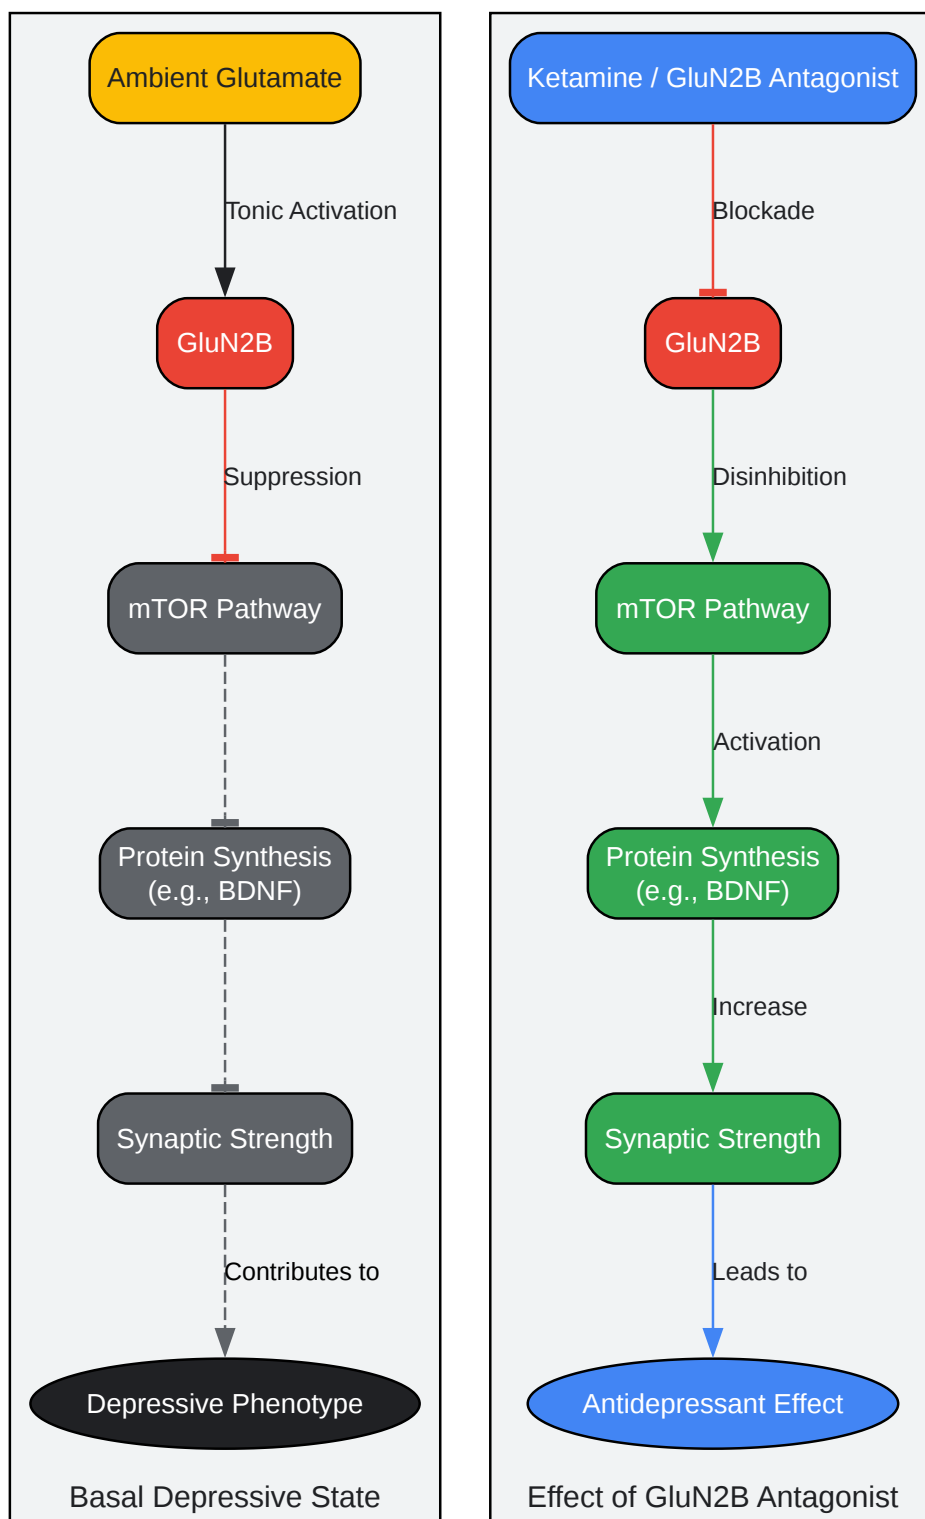 Ambient Glutamate
Tonic Activation
GluN2B
Suppression
mTOR Pathway
Protein Synthesis
(e.g., BDNF)
Synaptic Strength
Contributes to
Depressive Phenotype
Basal Depressive State
Ketamine / GluN2B Antagonist
Blockade
GluN2B
Disinhibition
mTOR Pathway
Activation
Protein Synthesis
(e.g., BDNF)
Increase
Synaptic Strength
Leads to
Antidepressant Effect
Effect of GluN2B Antagonist